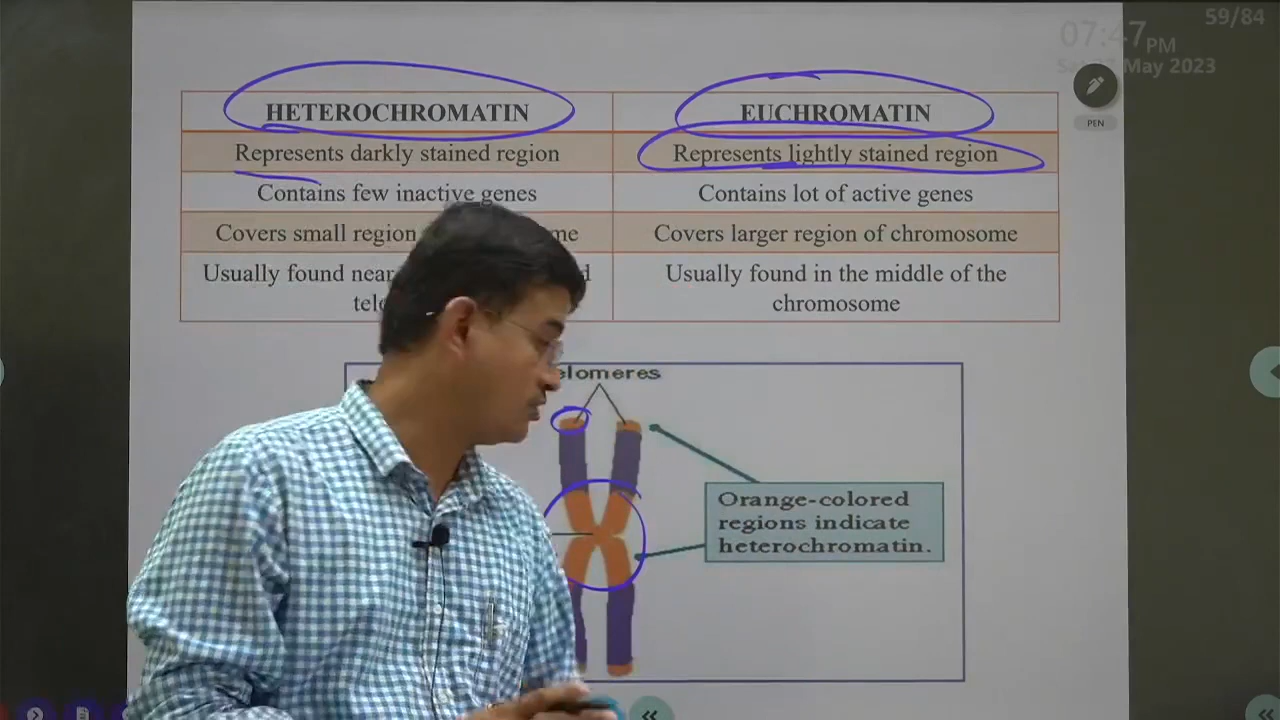 59/84
07:47 PM
May 2023
PEN
HETEROCHROMATIN
EUCHROMATIN
Represents darkly stained region
Represents lightly stained region
Contains few inactive genes
Contains lot of active genes
Covers small region
Covers larger region of chromosome
Usually found near
Usually found in the middle of the
chromosome
elomeres
Orange-colored
regions indicate
heterochromatin.